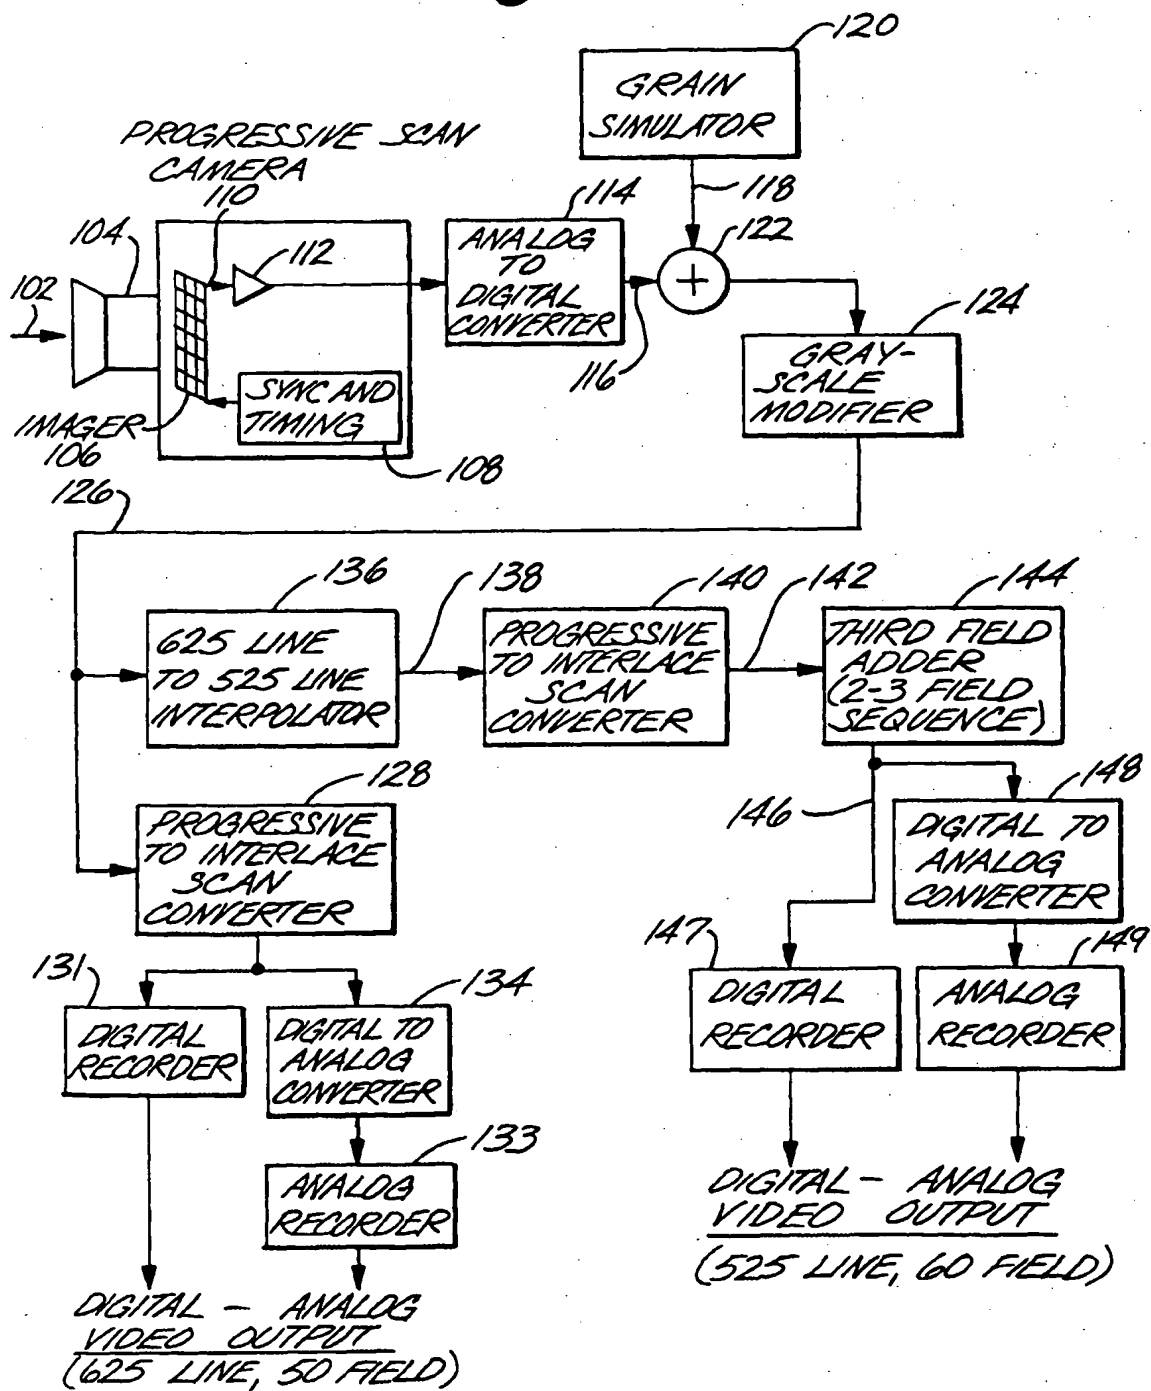 120
GRAIN
SIMULATOR
PROGRESSIVE SCAN
CAMERA
110
118
114
104
112
ANALOG
TO
DIGITAL
CONVERTER
122
102
116
124
GRAY-
SCALE
MODIFIER
SYNC AND
TIMING
IMAGER
106
108
126
136
138
140
142
144
625 LINE
TO 525 LINE
INTERPOLATOR
PROGRESSIVE
TO INTERLACE
SCAN
CONVERTER
THIRD FIELD
ADDER
(2-3 FIELD
SEQUENCE)
128
PROGRESSIVE
TO INTERLACE
SCAN
CONVERTER
146
148
DIGITAL TO
ANALOG
CONVERTER
131
DIGITAL
RECORDER
134
DIGITAL TO
ANALOG
CONVERTER
147
DIGITAL
RECORDER
149
ANALOG
RECORDER
133
ANALOG
RECORDER
DIGITAL - ANALOG
VIDEO OUTPUT
(525 LINE, 60 FIELD)
DIGITAL - ANALOG
VIDEO OUTPUT
(625 LINE, 50 FIELD)